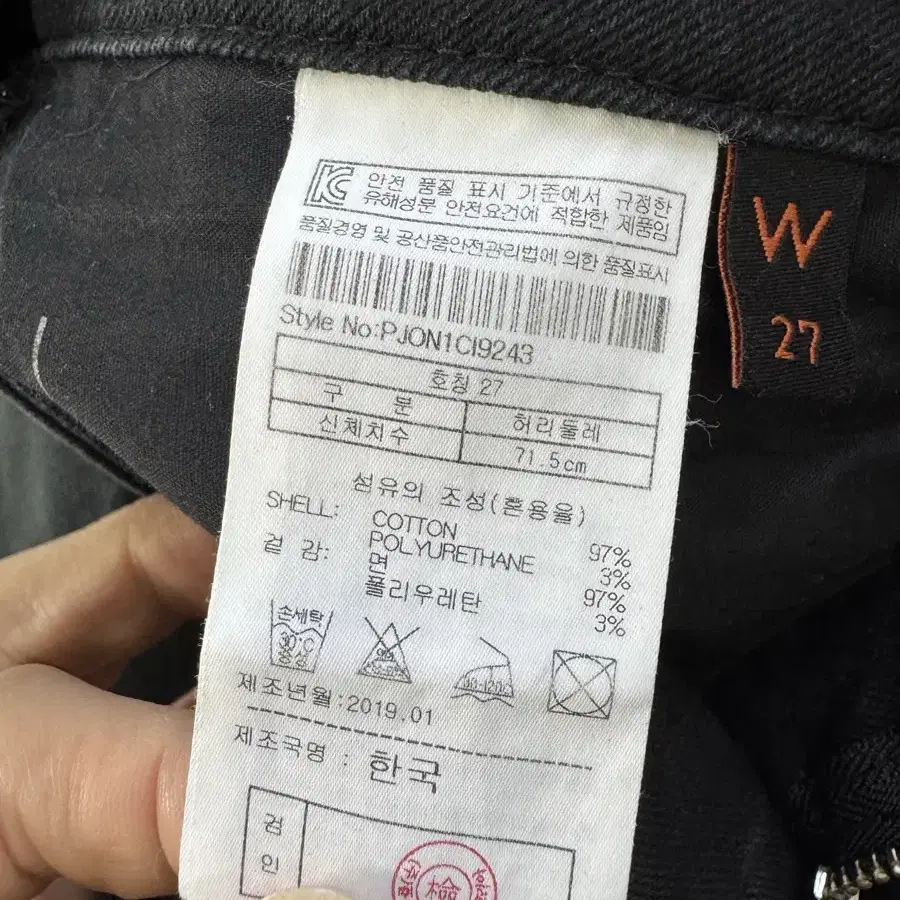 KC 안전 품질 표시 기준에서 규정한
유해성문 안전요건에 적합한 제품임
품질경영 및 공산품안전관리법에 의한 품질표시
Style No:PJON1CI9243
호칭 27
구 분 허리둘레
신체치수 71.5cm
섬유의 조성(혼용율)
SHELL: COTTON 97%
POLYURETHANE 3%
겉 감: 면 97%
폴리우레탄 3%
손세탁
30°C
중성
제조년월:2019.01
제조국명 : 한국
검인
檢
W
27